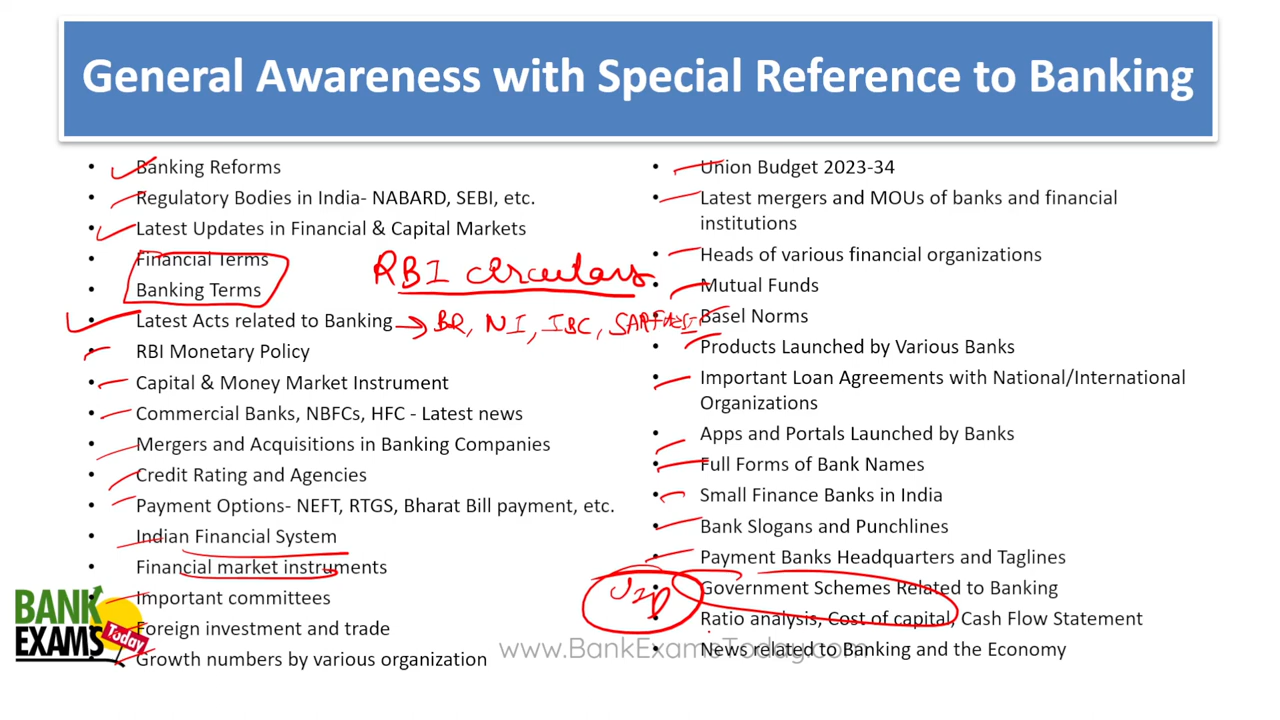 General Awareness with Special Reference to Banking
• Banking Reforms
• Regulatory Bodies in India- NABARD, SEBI, etc.
• Latest Updates in Financial & Capital Markets
• Financial Terms
• Banking Terms
RBI circulars
• Latest Acts related to Banking → BR, NI, IBC, SARFAESI
• RBI Monetary Policy
• Capital & Money Market Instrument
• Commercial Banks, NBFCs, HFC - Latest news
• Mergers and Acquisitions in Banking Companies
• Credit Rating and Agencies
• Payment Options- NEFT, RTGS, Bharat Bill payment, etc.
• Indian Financial System
• Financial market instruments
• Important committees
• Foreign investment and trade
• Growth numbers by various organization
• Union Budget 2023-34
• Latest mergers and MOUs of banks and financial
institutions
• Heads of various financial organizations
• Mutual Funds
• Basel Norms
• Products Launched by Various Banks
• Important Loan Agreements with National/International
Organizations
• Apps and Portals Launched by Banks
• Full Forms of Bank Names
• Small Finance Banks in India
• Bank Slogans and Punchlines
• Payment Banks Headquarters and Taglines
• Government Schemes Related to Banking
• Ratio analysis, Cost of capital, Cash Flow Statement
• News related to Banking and the Economy
BANK
EXAMS
Today
www.BankExamsToday.com